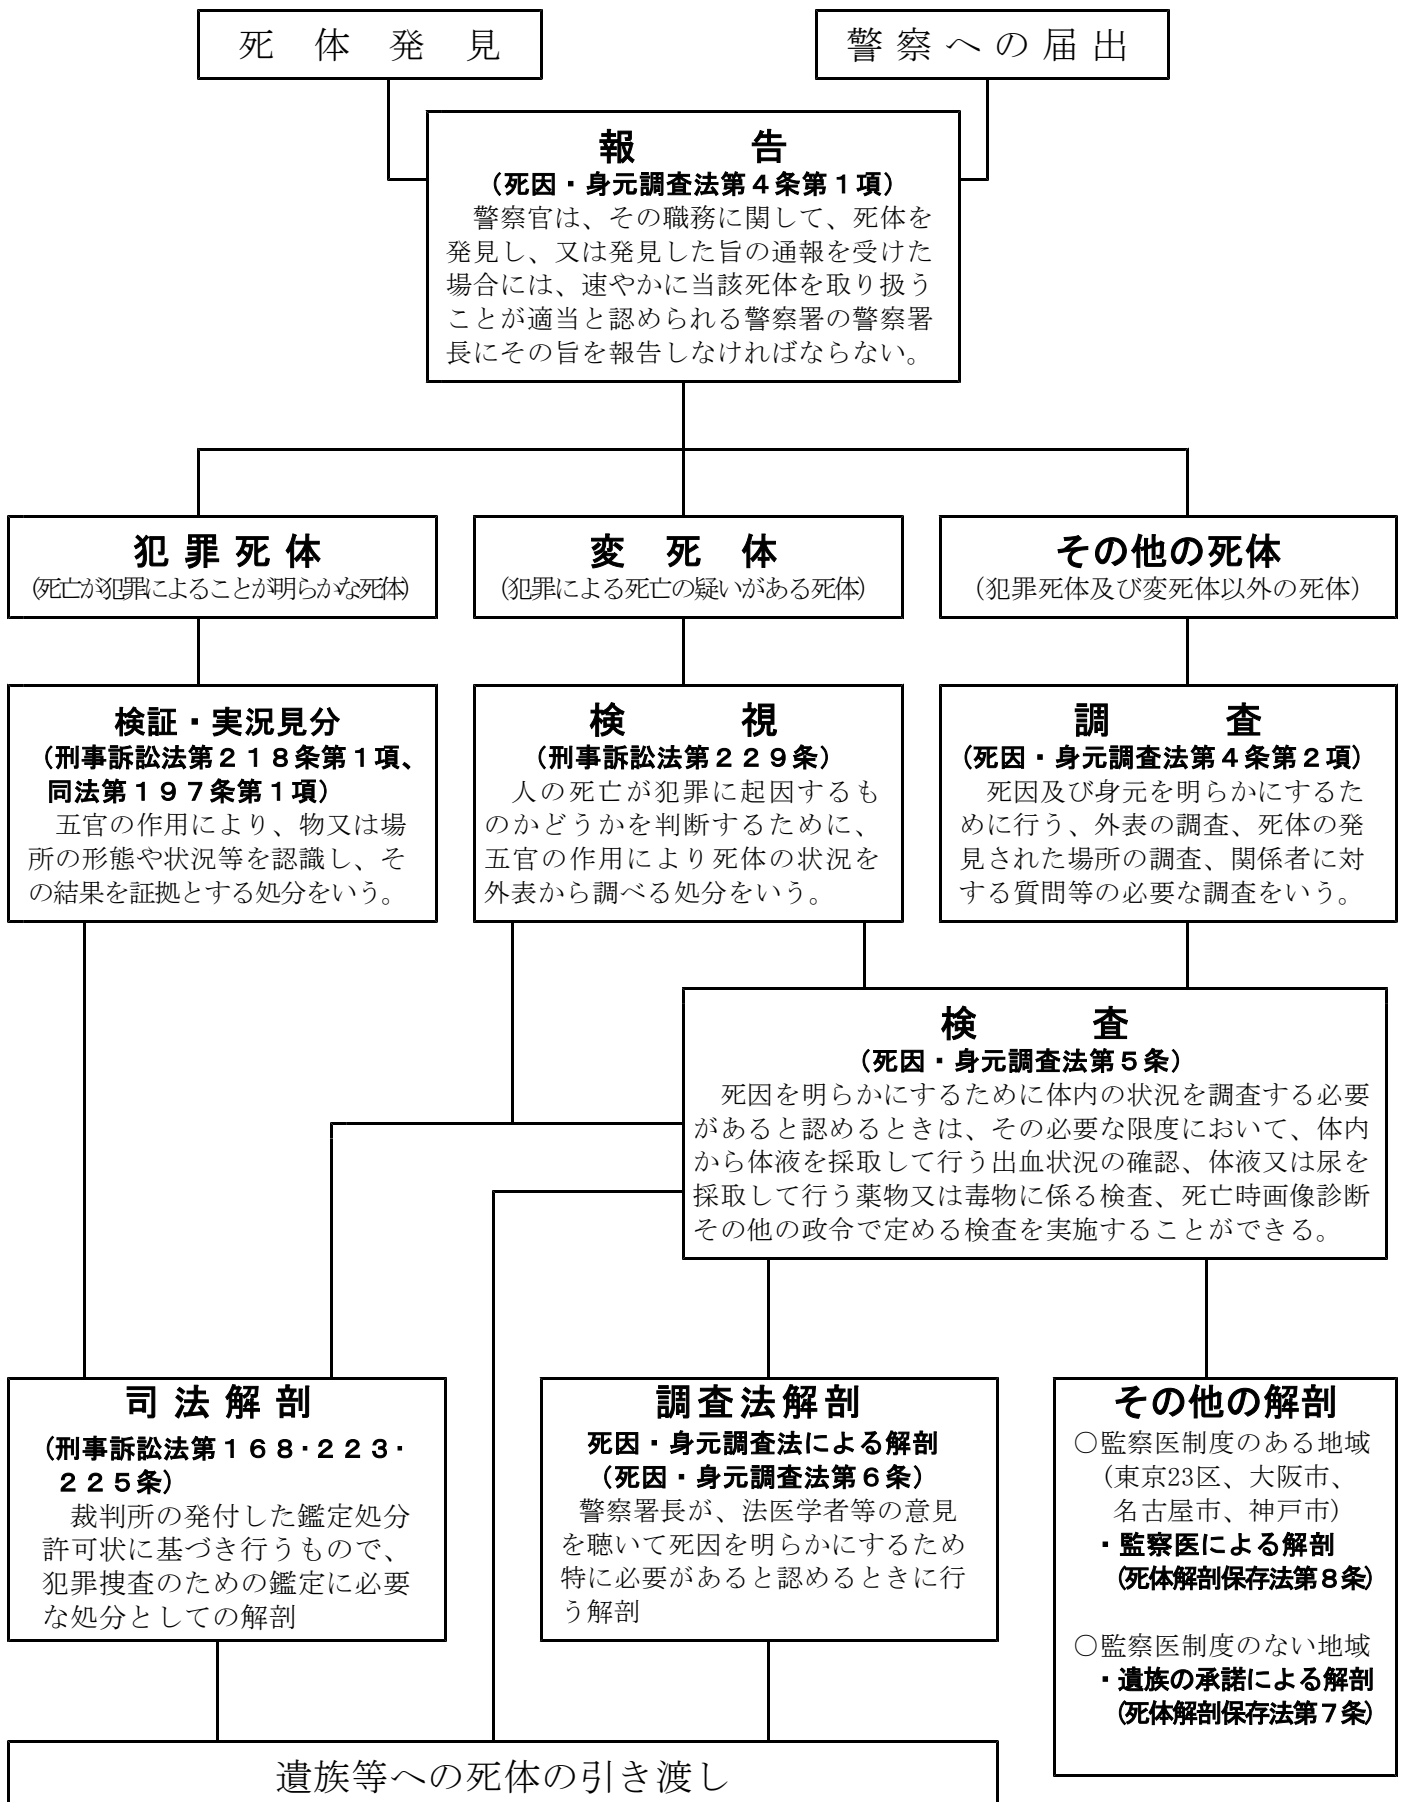 死体発見
警察への届出
報告
（死因・身元調査法第４条第１項）
警察官は、その職務に関して、死体を
発見し、又は発見した旨の通報を受けた
場合には、速やかに当該死体を取り扱う
ことが適当と認められる警察署の警察署
長にその旨を報告しなければならない。
犯罪死体
（死亡が犯罪によることが明らかな死体）
変死体
（犯罪による死亡の疑いがある死体）
その他の死体
（犯罪死体及び変死体以外の死体）
検証・実況見分
（刑事訴訟法第２１８条第１項、
同法第１９７条第１項）
五官の作用により、物又は場
所の形態や状況等を認識し、そ
の結果を証拠とする処分をいう。
検視
（刑事訴訟法第２２９条）
人の死亡が犯罪に起因するも
のかどうかを判断するために、
五官の作用により死体の状況を
外表から調べる処分をいう。
調査
（死因・身元調査法第４条第２項）
死因及び身元を明らかにするた
めに行う、外表の調査、死体の発
見された場所の調査、関係者に対
する質問等の必要な調査をいう。
検査
（死因・身元調査法第５条）
死因を明らかにするために体内の状況を調査する必要
があると認めるときは、その必要な限度において、体内
から体液を採取して行う出血状況の確認、体液又は尿を
採取して行う薬物又は毒物に係る検査、死亡時画像診断
その他の政令で定める検査を実施することができる。
司法解剖
（刑事訴訟法第１６８・２２３・
２２５条）
裁判所の発付した鑑定処分
許可状に基づき行うもので、
犯罪捜査のための鑑定に必要
な処分としての解剖
調査法解剖
死因・身元調査法による解剖
（死因・身元調査法第６条）
警察署長が、法医学者等の意見
を聴いて死因を明らかにするため
特に必要があると認めるときに行
う解剖
その他の解剖
○監察医制度のある地域
（東京23区、大阪市、
名古屋市、神戸市）
・監察医による解剖
（死体解剖保存法第８条）
○監察医制度のない地域
・遺族の承諾による解剖
（死体解剖保存法第７条）
遺族等への死体の引き渡し